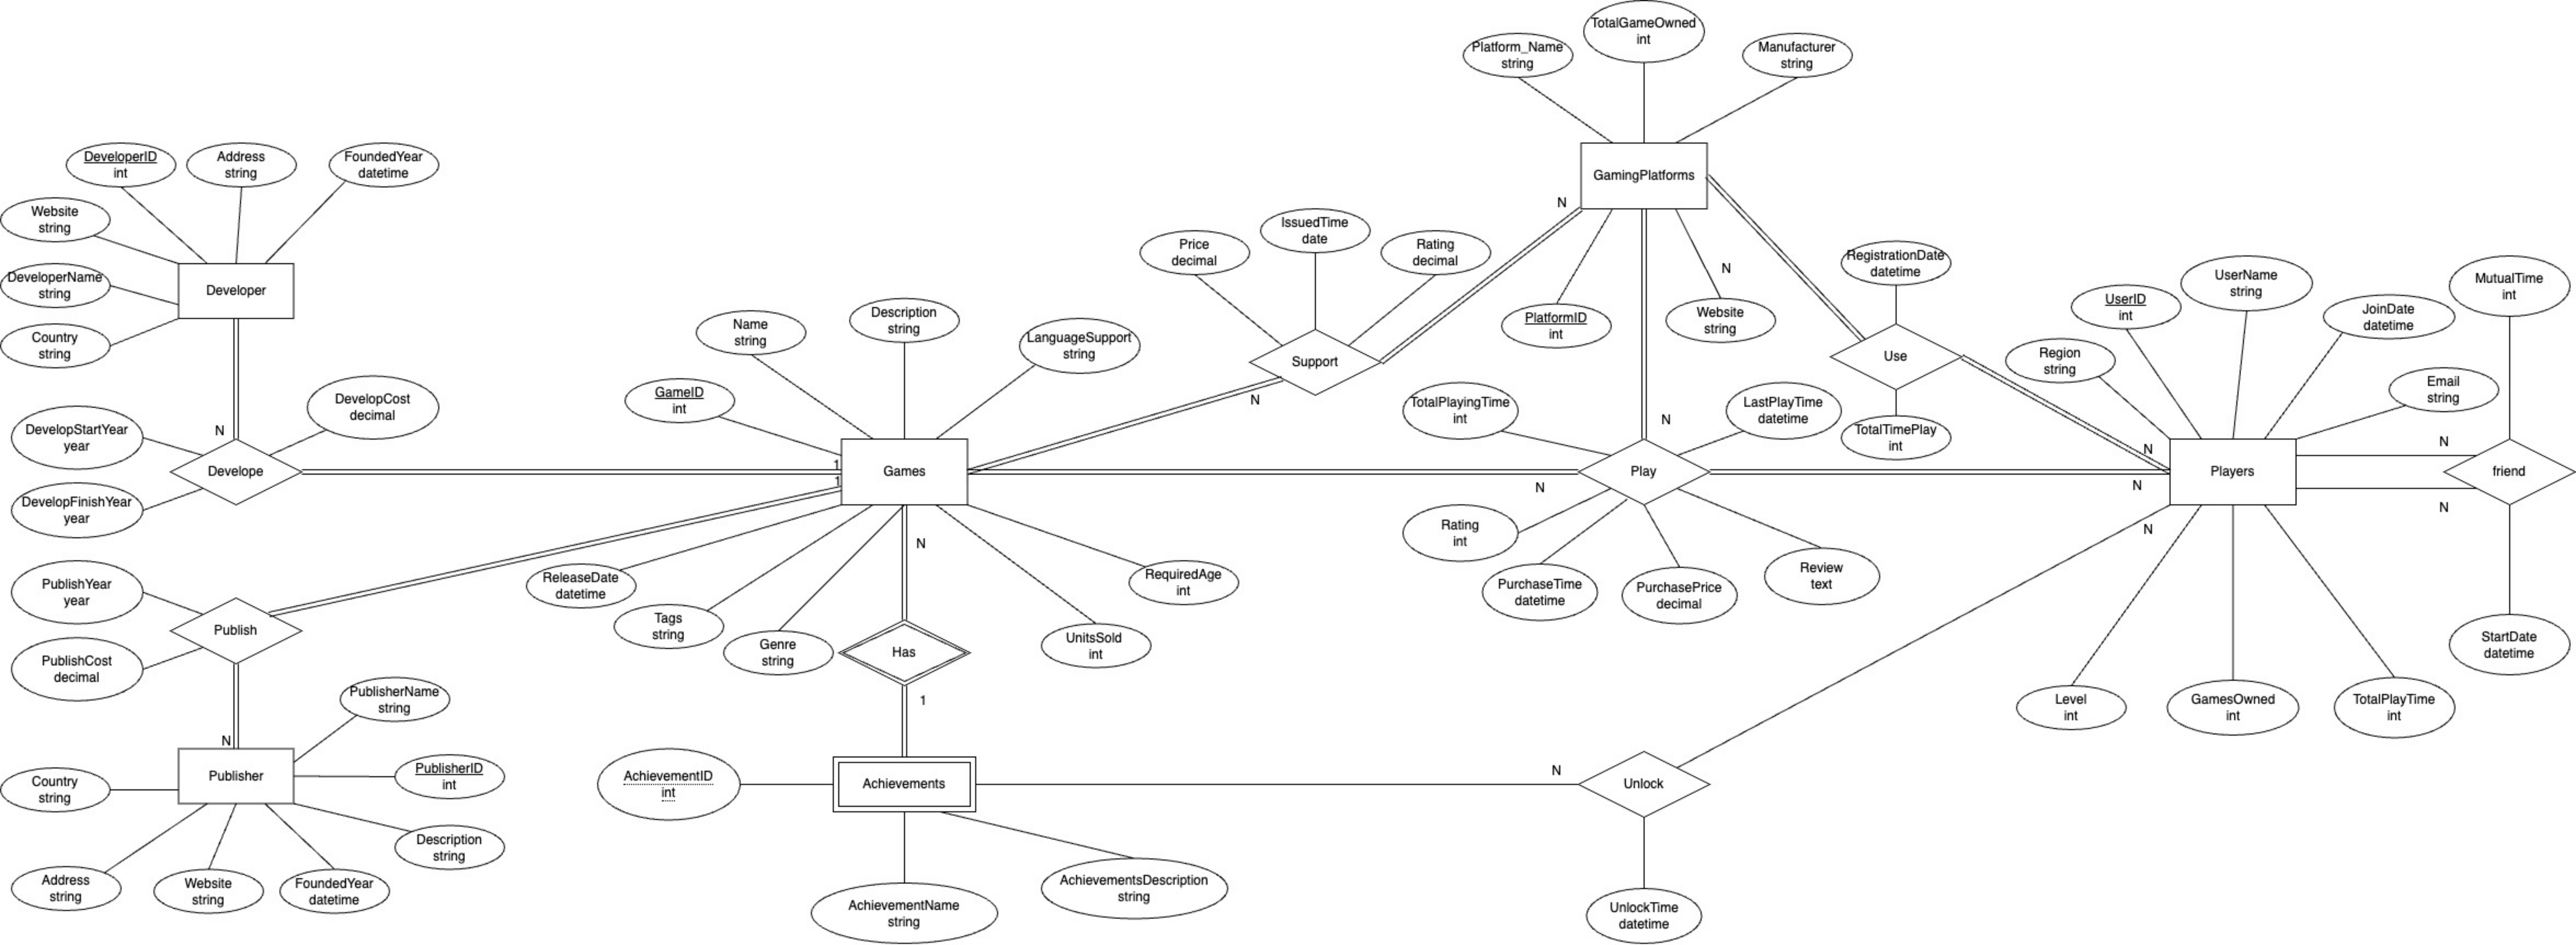 TotalGameOwned
int
Platform_Name
string
Manufacturer
string
GamingPlatforms
N
PlatformID
int
N
Website
string
DeveloperID
int
Address
string
FoundedYear
datetime
Website
string
DeveloperName
string
Country
string
Developer
N
DevelopCost
decimal
DevelopStartYear
year
DevelopFinishYear
year
Develope
1
1
Price
decimal
IssuedTime
date
Rating
decimal
Support
N
Name
string
Description
string
LanguageSupport
string
GameID
int
Games
N
ReleaseDate
datetime
Tags
string
Genre
string
UnitsSold
int
RequiredAge
int
RegistrationDate
datetime
Use
TotalTimePlay
int
N
TotalPlayingTime
int
LastPlayTime
datetime
N
Play
N
N
Rating
int
PurchaseTime
datetime
PurchasePrice
decimal
Review
text
UserID
int
UserName
string
JoinDate
datetime
Region
string
Email
string
Players
N
Level
int
GamesOwned
int
TotalPlayTime
int
MutualTime
int
N
friend
N
StartDate
datetime
PublishYear
year
PublishCost
decimal
Publish
N
PublisherName
string
PublisherID
int
Publisher
Country
string
Address
string
Website
string
FoundedYear
datetime
Description
string
Has
1
AchievementID
int
Achievements
AchievementName
string
AchievementsDescription
string
N
Unlock
UnlockTime
datetime